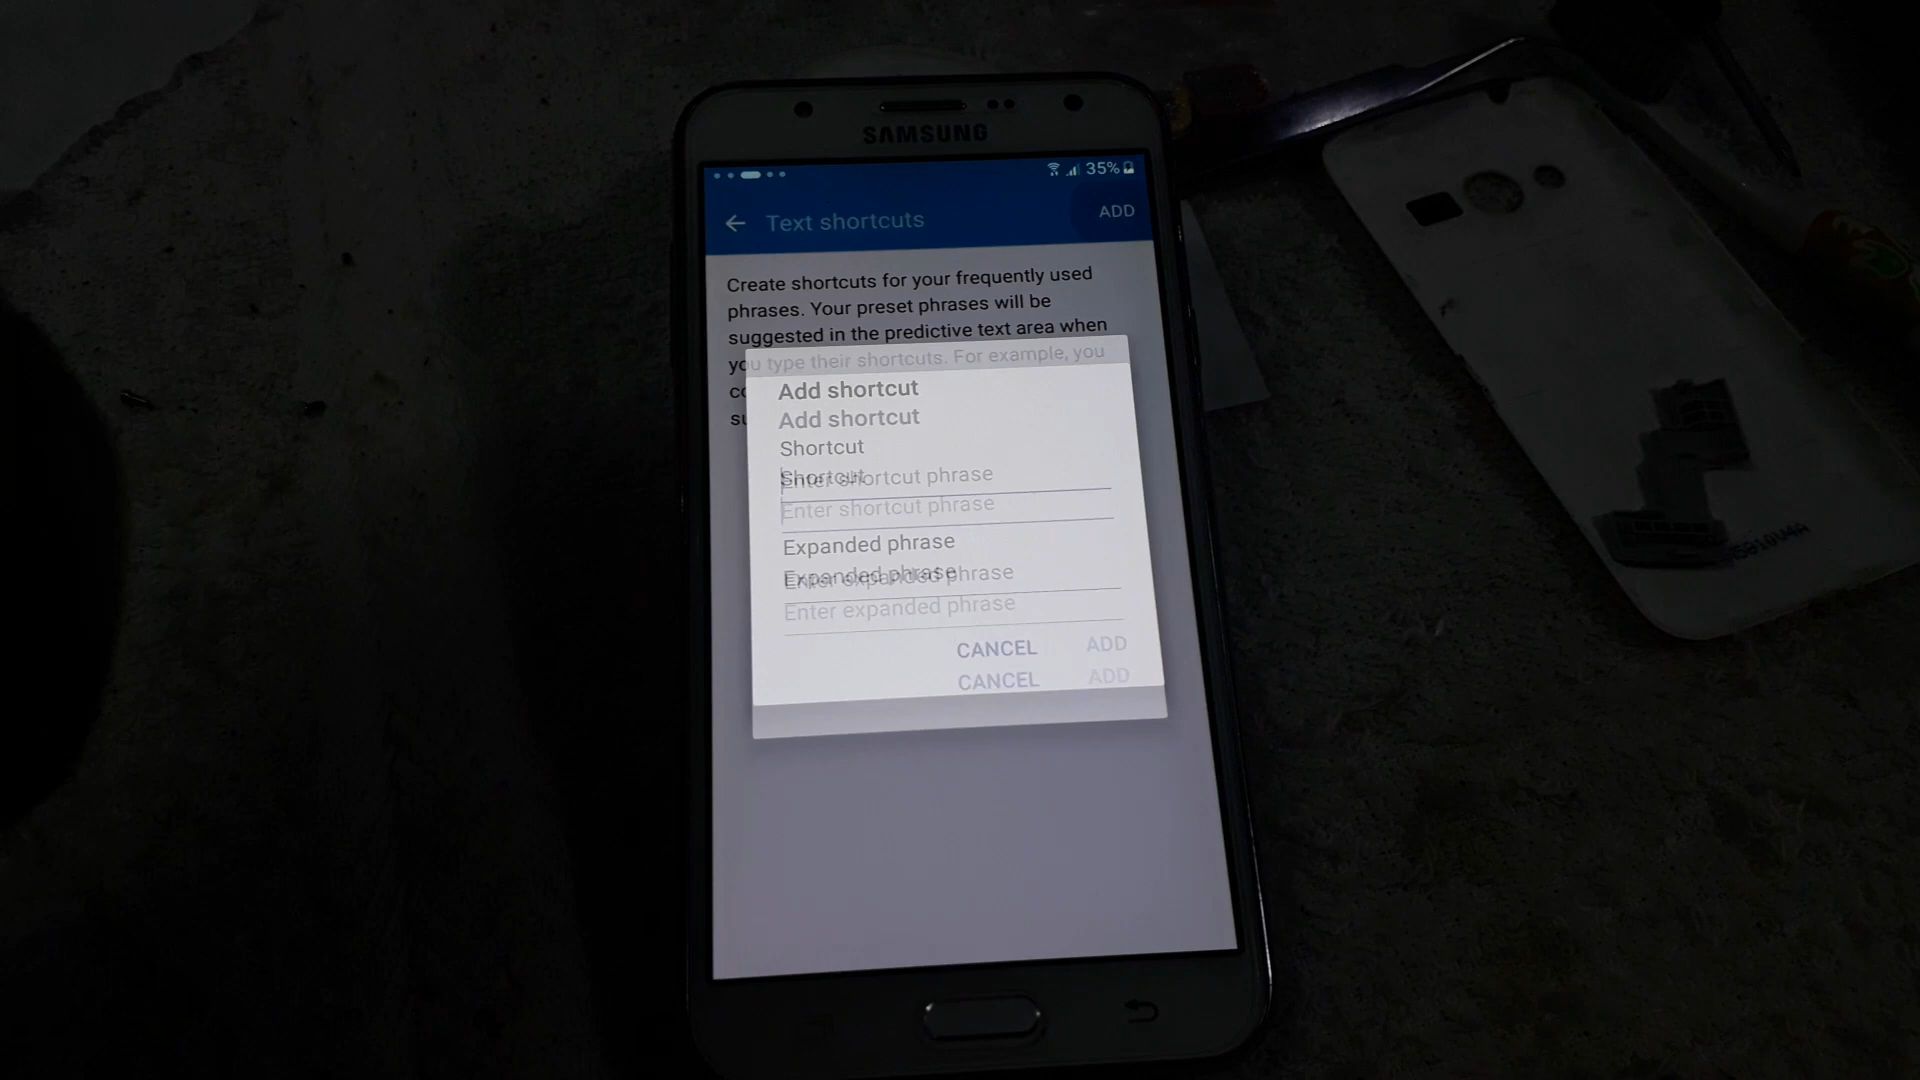 SAMSUNG
35%
Text shortcuts
ADD
Create shortcuts for your frequently used
phrases. Your preset phrases will be
suggested in the predictive text area when
you type their shortcuts. For example, you
Add shortcut
Add shortcut
Shortcut
Shortcut
Enter shortcut phrase
Enter shortcut phrase
Expanded phrase
Expanded phrase
Enter expanded phrase
Enter expanded phrase
CANCEL ADD
CANCEL ADD